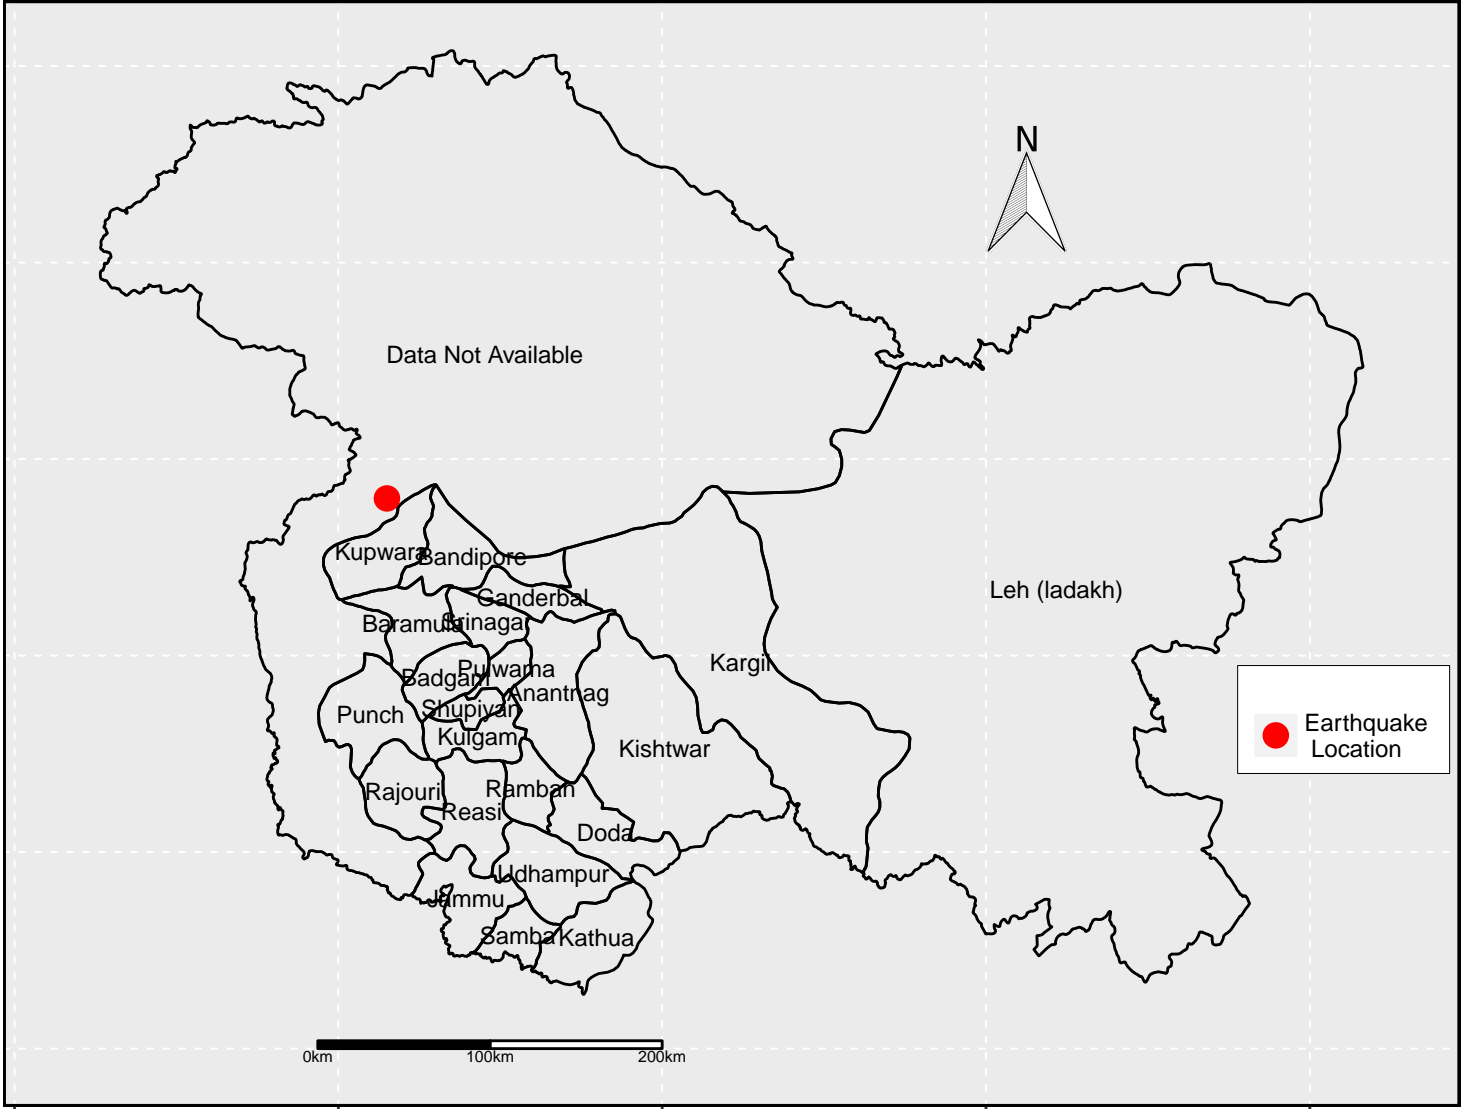 N
Data Not Available
Kupwara
Bandipore
Leh (ladakh)
Ganderbal
Baramula
Srinagar
Kargil
Pulwama
Badgam
Anantnag
Shupiyan
Punch
Earthquake
Location
Kulgam
Kishtwar
Rajouri
Ramban
Reasi
Doda
Udhampur
Jammu
Samba
Kathua
0km
100km
200km